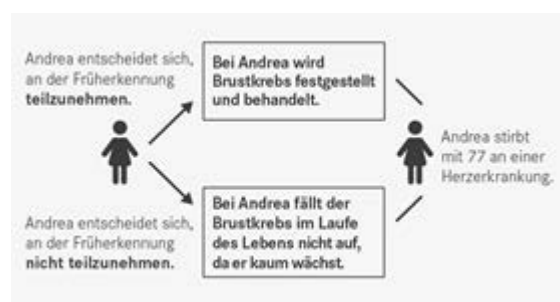 Andrea entscheidet sich,
an der Früherkennung
teilzunehmen.
Bei Andrea wird
Brustkrebs festgestellt
und behandelt.
Andrea stirbt
mit 77 an einer
Herzerkrankung.
Andrea entscheidet sich,
an der Früherkennung
nicht teilzunehmen.
Bei Andrea fällt der
Brustkrebs im Laufe
des Lebens nicht auf,
da er kaum wächst.